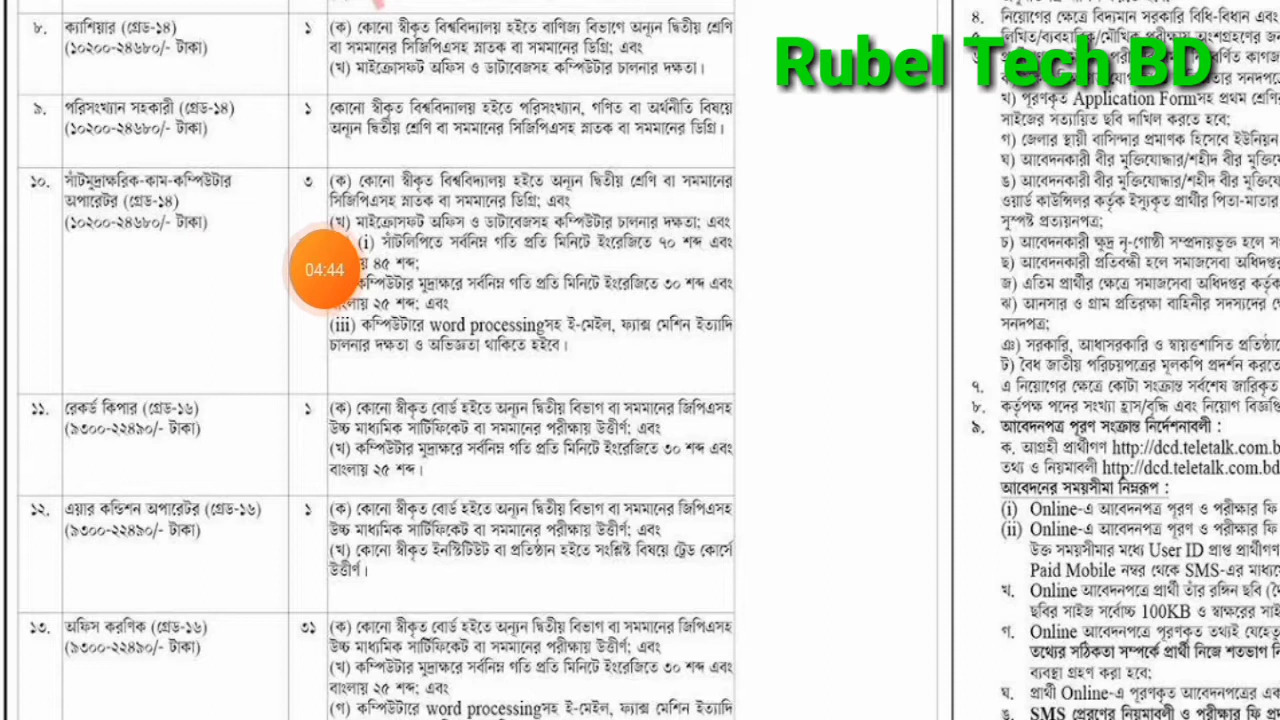 Rubel Tech BD
৮. ক্যাশিয়ার (গ্রেড-১৪) ১ (ক) কোনো স্বীকৃত বিশ্ববিদ্যালয় হইতে বাণিজ্য বিভাগে অন্যূন দ্বিতীয় শ্রেণি
(১০২০০-২৪৬৮০/- টাকা) বা সমমানের সিজিপিএসহ স্নাতক বা সমমানের ডিগ্রি; এবং
(খ) মাইক্রোসফট অফিস ও ডাটাবেজসহ কম্পিউটার চালনার দক্ষতা।
৯. পরিসংখ্যান সহকারী (গ্রেড-১৪) ১ কোনো স্বীকৃত বিশ্ববিদ্যালয় হইতে পরিসংখ্যান, গণিত বা অর্থনীতি বিষয়ে
(১০২০০-২৪৬৮০/- টাকা) অন্যূন দ্বিতীয় শ্রেণি বা সমমানের সিজিপিএসহ স্নাতক বা সমমানের ডিগ্রি।
১০. সাঁটমুদ্রাক্ষরিক-কাম-কম্পিউটার ৩ (ক) কোনো স্বীকৃত বিশ্ববিদ্যালয় হইতে অন্যূন দ্বিতীয় শ্রেণি বা সমমানের
অপারেটর (গ্রেড-১৪) সিজিপিএসহ স্নাতক বা সমমানের ডিগ্রি; এবং
(১০২০০-২৪৬৮০/- টাকা) (খ) মাইক্রোসফট অফিস ও ডাটাবেজসহ কম্পিউটার চালনার দক্ষতা; এবং
(i) সাঁটলিপিতে সর্বনিম্ন গতি প্রতি মিনিটে ইংরেজিতে ৭০ শব্দ এবং
৪৫ শব্দ;
04:44
কম্পিউটার মুদ্রাক্ষরে সর্বনিম্ন গতি প্রতি মিনিটে ইংরেজিতে ৩০ শব্দ এবং
বাংলায় ২৫ শব্দ; এবং
(iii) কম্পিউটারে word processingসহ ই-মেইল, ফ্যাক্স মেশিন ইত্যাদি
চালনার দক্ষতা ও অভিজ্ঞতা থাকিতে হইবে।
১১. রেকর্ড কিপার (গ্রেড-১৬) ১ (ক) কোনো স্বীকৃত বোর্ড হইতে অন্যূন দ্বিতীয় বিভাগ বা সমমানের জিপিএসহ
(৯৩০০-২২৪৯০/- টাকা) উচ্চ মাধ্যমিক সার্টিফিকেট বা সমমানের পরীক্ষায় উত্তীর্ণ; এবং
(খ) কম্পিউটার মুদ্রাক্ষরে সর্বনিম্ন গতি প্রতি মিনিটে ইংরেজিতে ৩০ শব্দ এবং
বাংলায় ২৫ শব্দ।
১২. এয়ার কন্ডিশন অপারেটর (গ্রেড-১৬) ১ (ক) কোনো স্বীকৃত বোর্ড হইতে অন্যূন দ্বিতীয় বিভাগ বা সমমানের জিপিএসহ
(৯৩০০-২২৪৯০/- টাকা) উচ্চ মাধ্যমিক সার্টিফিকেট বা সমমানের পরীক্ষায় উত্তীর্ণ; এবং
(খ) কোনো স্বীকৃত ইনস্টিটিউট বা প্রতিষ্ঠান হইতে সংশ্লিষ্ট বিষয়ে ট্রেড কোর্সে
উত্তীর্ণ।
১৩. অফিস করণিক (গ্রেড-১৬) ৩১ (ক) কোনো স্বীকৃত বোর্ড হইতে অন্যূন দ্বিতীয় বিভাগ বা সমমানের জিপিএসহ
(৯৩০০-২২৪৯০/- টাকা) উচ্চ মাধ্যমিক সার্টিফিকেট বা সমমানের পরীক্ষায় উত্তীর্ণ; এবং
(খ) কম্পিউটার মুদ্রাক্ষরে সর্বনিম্ন গতি প্রতি মিনিটে ইংরেজিতে ৩০ শব্দ এবং
বাংলায় ২৫ শব্দ; এবং
(গ) কম্পিউটারে word processingসহ ই-মেইল, ফ্যাক্স মেশিন ইত্যাদি
৪. নিয়োগের ক্ষেত্রে বিদ্যমান সরকারি বিধি-বিধান এবং
লিখিত/ব্যবহারিক/মৌখিক পরীক্ষায় অংশগ্রহণের
খ) পূরণকৃত Application Formসহ প্রথম শ্রেণির
সাইজের সত্যায়িত ছবি দাখিল করতে হবে;
গ) জেলার স্থায়ী বাসিন্দার প্রমাণক হিসেবে ইউনিয়ন
ঘ) আবেদনকারী বীর মুক্তিযোদ্ধার/শহীদ বীর
ঙ) আবেদনকারী বীর মুক্তিযোদ্ধার/শহীদ বীর
ওয়ার্ড কাউন্সিলর কর্তৃক ইস্যুকৃত প্রার্থীর পিতা-মাতার
সুস্পষ্ট প্রত্যয়নপত্র;
চ) আবেদনকারী ক্ষুদ্র নৃ-গোষ্ঠী সম্প্রদায়ভুক্ত হলে
ছ) আবেদনকারী প্রতিবন্ধী হলে সমাজসেবা
জ) এতিম প্রার্থীর ক্ষেত্রে সমাজসেবা অধিদপ্তর
ঝ) আনসার ও গ্রাম প্রতিরক্ষা বাহিনীর সদস্যদের
সনদপত্র;
ঞ) সরকারি, আধাসরকারি ও স্বায়ত্তশাসিত
ট) বৈধ জাতীয় পরিচয়পত্রের মূলকপি প্রদর্শন
৭. এ নিয়োগের ক্ষেত্রে কোটা সংক্রান্ত সর্বশেষ জারিকৃত
৮. কর্তৃপক্ষ পদের সংখ্যা হ্রাস/বৃদ্ধি এবং নিয়োগ
৯. আবেদনপত্র পূরণ সংক্রান্ত নির্দেশনাবলী :
ক. আগ্রহী প্রার্থীগণ http://dcd.teletalk.com.b
তথ্য ও নিয়মাবলী http://dcd.teletalk.com.bd
আবেদনের সময়সীমা নিম্নরূপ :
(i) Online-এ আবেদনপত্র পূরণ ও পরীক্ষার ফি
(ii) Online-এ আবেদনপত্র পূরণ ও পরীক্ষার ফি
উক্ত সময়সীমার মধ্যে User ID প্রাপ্ত প্রার্থীগণ
Paid Mobile নম্বর থেকে SMS-এর
খ. Online আবেদনপত্রে প্রার্থী তাঁর রঙ্গিন ছবি
ছবির সাইজ সর্বোচ্চ 100KB ও স্বাক্ষরের
গ. Online আবেদনপত্রে পূরণকৃত তথ্যই যেহেতু
তথ্যের সঠিকতা সম্পর্কে প্রার্থী নিজে শতভাগ
ব্যবস্থা গ্রহণ করা হবে;
ঘ. প্রার্থী Online-এ পূরণকৃত আবেদনপত্রের
ঙ. SMS প্রেরণের নিয়মাবলী ও পরীক্ষার ফি